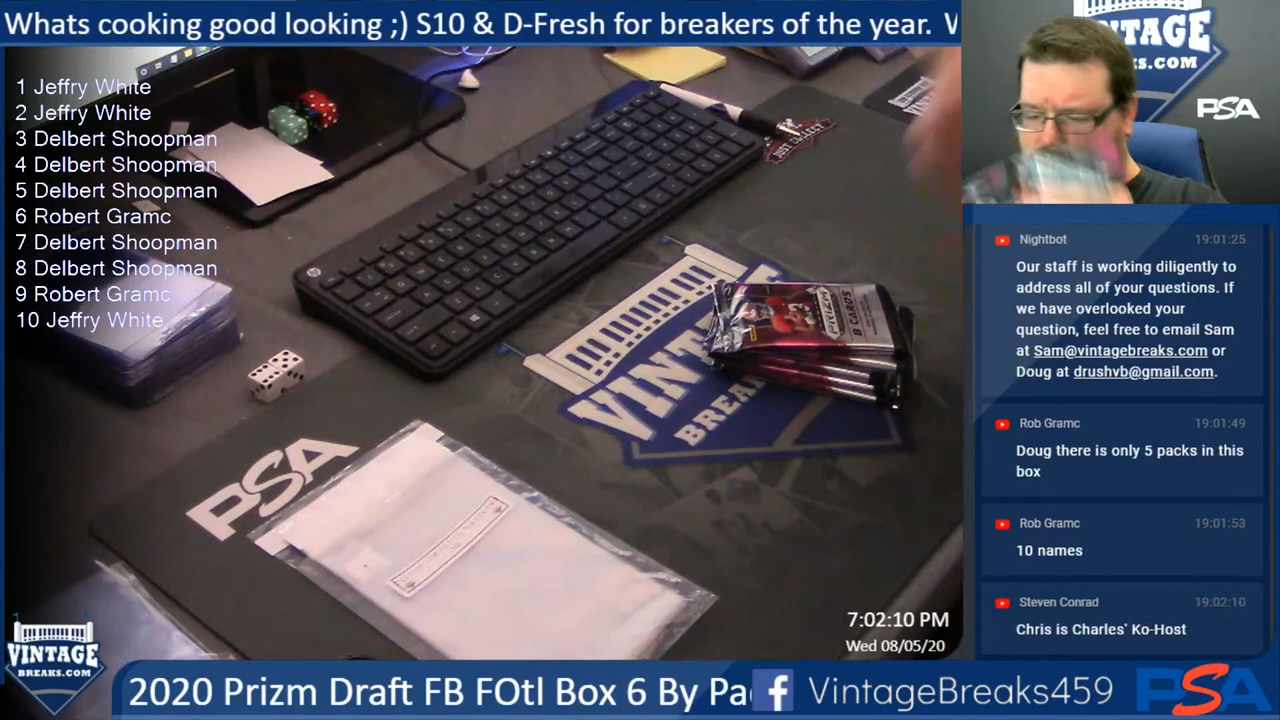 Whats cooking good looking ;) S10 & D-Fresh for breakers of the year. W
1 Jeffry White
2 Jeffry White
3 Delbert Shoopman
4 Delbert Shoopman
5 Delbert Shoopman
6 Robert Gramc
7 Delbert Shoopman
8 Delbert Shoopman
9 Robert Gramc
10 Jeffry White
VINTAGE
BREAKS.COM
PSA
JUST COLLECT
hp
PRIZM
6 CARDS
VINT
BREAK
PSA
Nightbot 19:01:25
Our staff is working diligently to
address all of your questions. If
we have overlooked your
question, feel free to email Sam
at Sam@vintagebreaks.com or
Doug at drushvb@gmail.com.
Rob Gramc 19:01:49
Doug there is only 5 packs in this
box
Rob Gramc 19:01:53
10 names
Steven Conrad 19:02:10
Chris is Charles' Ko-Host
7:02:10 PM
Wed 08/05/20
VINTAGE
BREAKS.COM
2020 Prizm Draft FB FOtl Box 6 By Pa
f VintageBreaks459
PSA